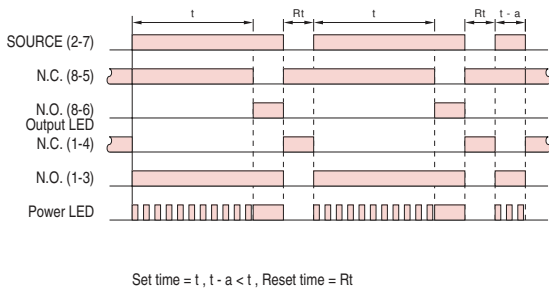 t Rt t Rt t - a
SOURCE (2-7)
N.C. (8-5)
N.O. (8-6)
Output LED
N.C. (1-4)
N.O. (1-3)
Power LED
Set time = t , t - a < t , Reset time = Rt